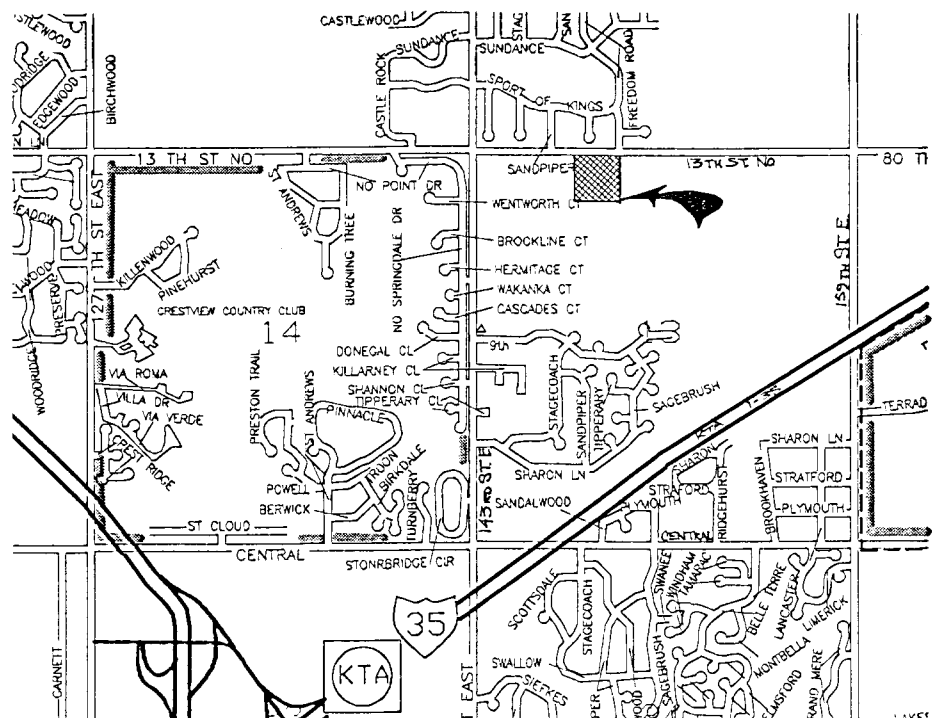 CASTLEWOOD
EDGEWOOD
BIRCHWOOD
CASTLE ROCK
SUNDANCE
SUNDANCE
FREEDOM ROAD
SPORT OF KINGS
13 TH ST NO
SANDPIPER
13TH ST NO
80 TH
ST ANDREWS
NO POINT DR
WENTWORTH CT
127 TH ST EAST
KILLENWOOD
PINEHURST
BURNING TREE
NO SPRINGDALE DR
BROCKLINE CT
HERMITAGE CT
WAKANKA CT
CASCADES CT
159TH ST E.
PRESERVE
CRESTVIEW COUNTRY CLUB
14
WOODRIDGE
DONEGAL CL
9th
KILLARNEY CL
SHANNON CL
TIPPERARY CL
VIA ROMA
VILLA DR
VIA VERDE
CREST RIDGE
PRESTON TRAIL
ST ANDREWS
PINNACLE
STAGECOACH
SANDPIPER
TIPPERARY
SAGEBRUSH
KTA
I-35
TERRAD
TROON
BIRKDALE
TURNBERRY
POWELL
BERWICK
143RD ST. E
SHARON LN
SHARON
SHARON LN
SANDALWOOD
STRAFORD
PLYMOUTH
RIDGEHURST
BROOKHAVEN
STRATFORD
PLYMOUTH
ST CLOUD
CENTRAL
CENTRAL
STONRBRIDGE CIR
35
SCOTTSDALE
STAGECOACH
SWANEE
WINDHAM
TAMARAC
BELLE TERRE
LANCASTER
LIMERICK
MONTBELLA
GARNETT
KTA
SWALLOW
SIEFKES
SAGEBRUSH
EAST